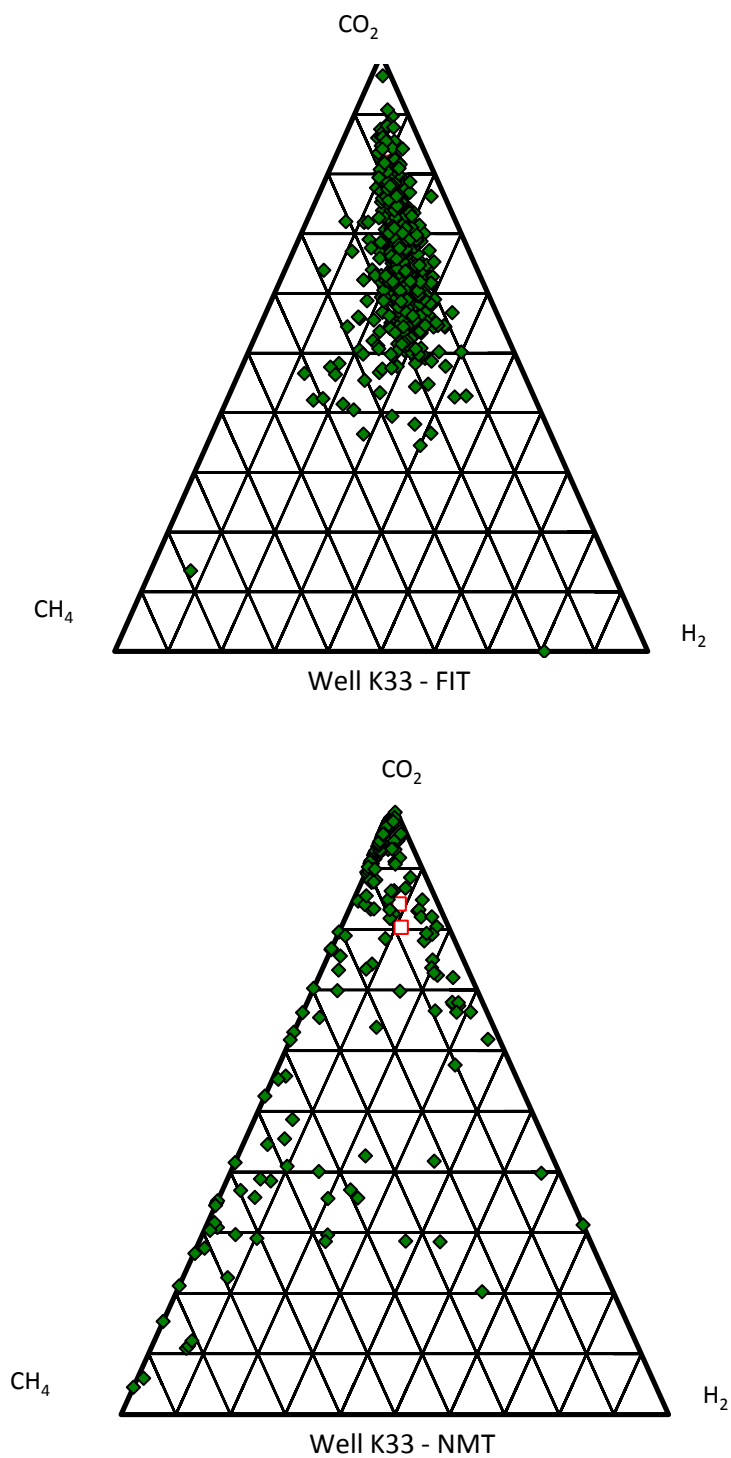 CO₂
CH₄
H₂
Well K33 - FIT
CO₂
CH₄
H₂
Well K33 - NMT